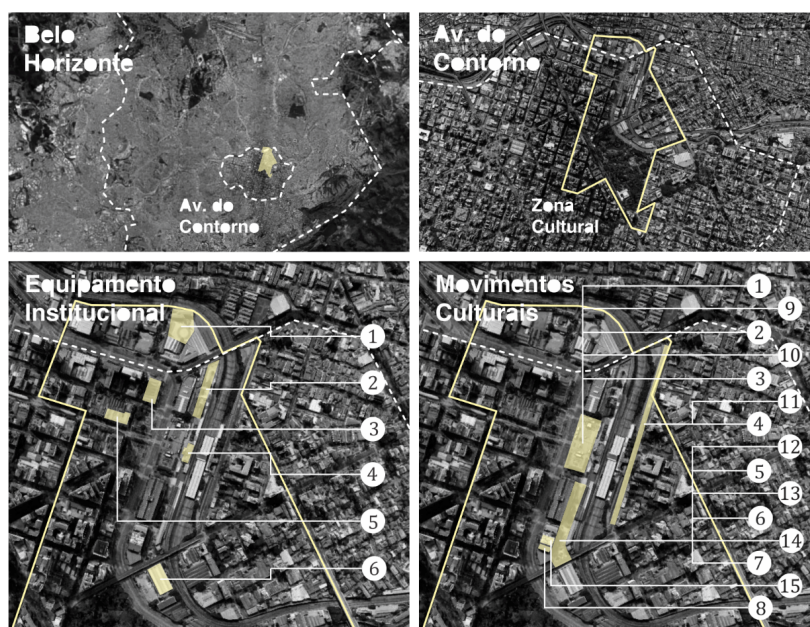 Belo
Horizonte
Av. do
Contorno
Av. do
Contorno
Zona
Cultural
Equipamento
Institucional
1
2
3
4
5
6
Movimentos
Culturais
1
9
2
10
3
11
4
12
5
13
6
14
7
15
8